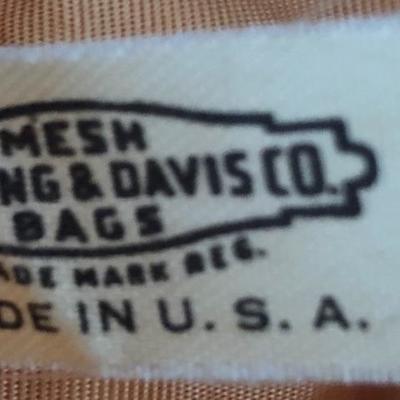 MESH
NG & DAVIS CO.
BAGS
ADE MARK REG.
DE IN U. S. A.